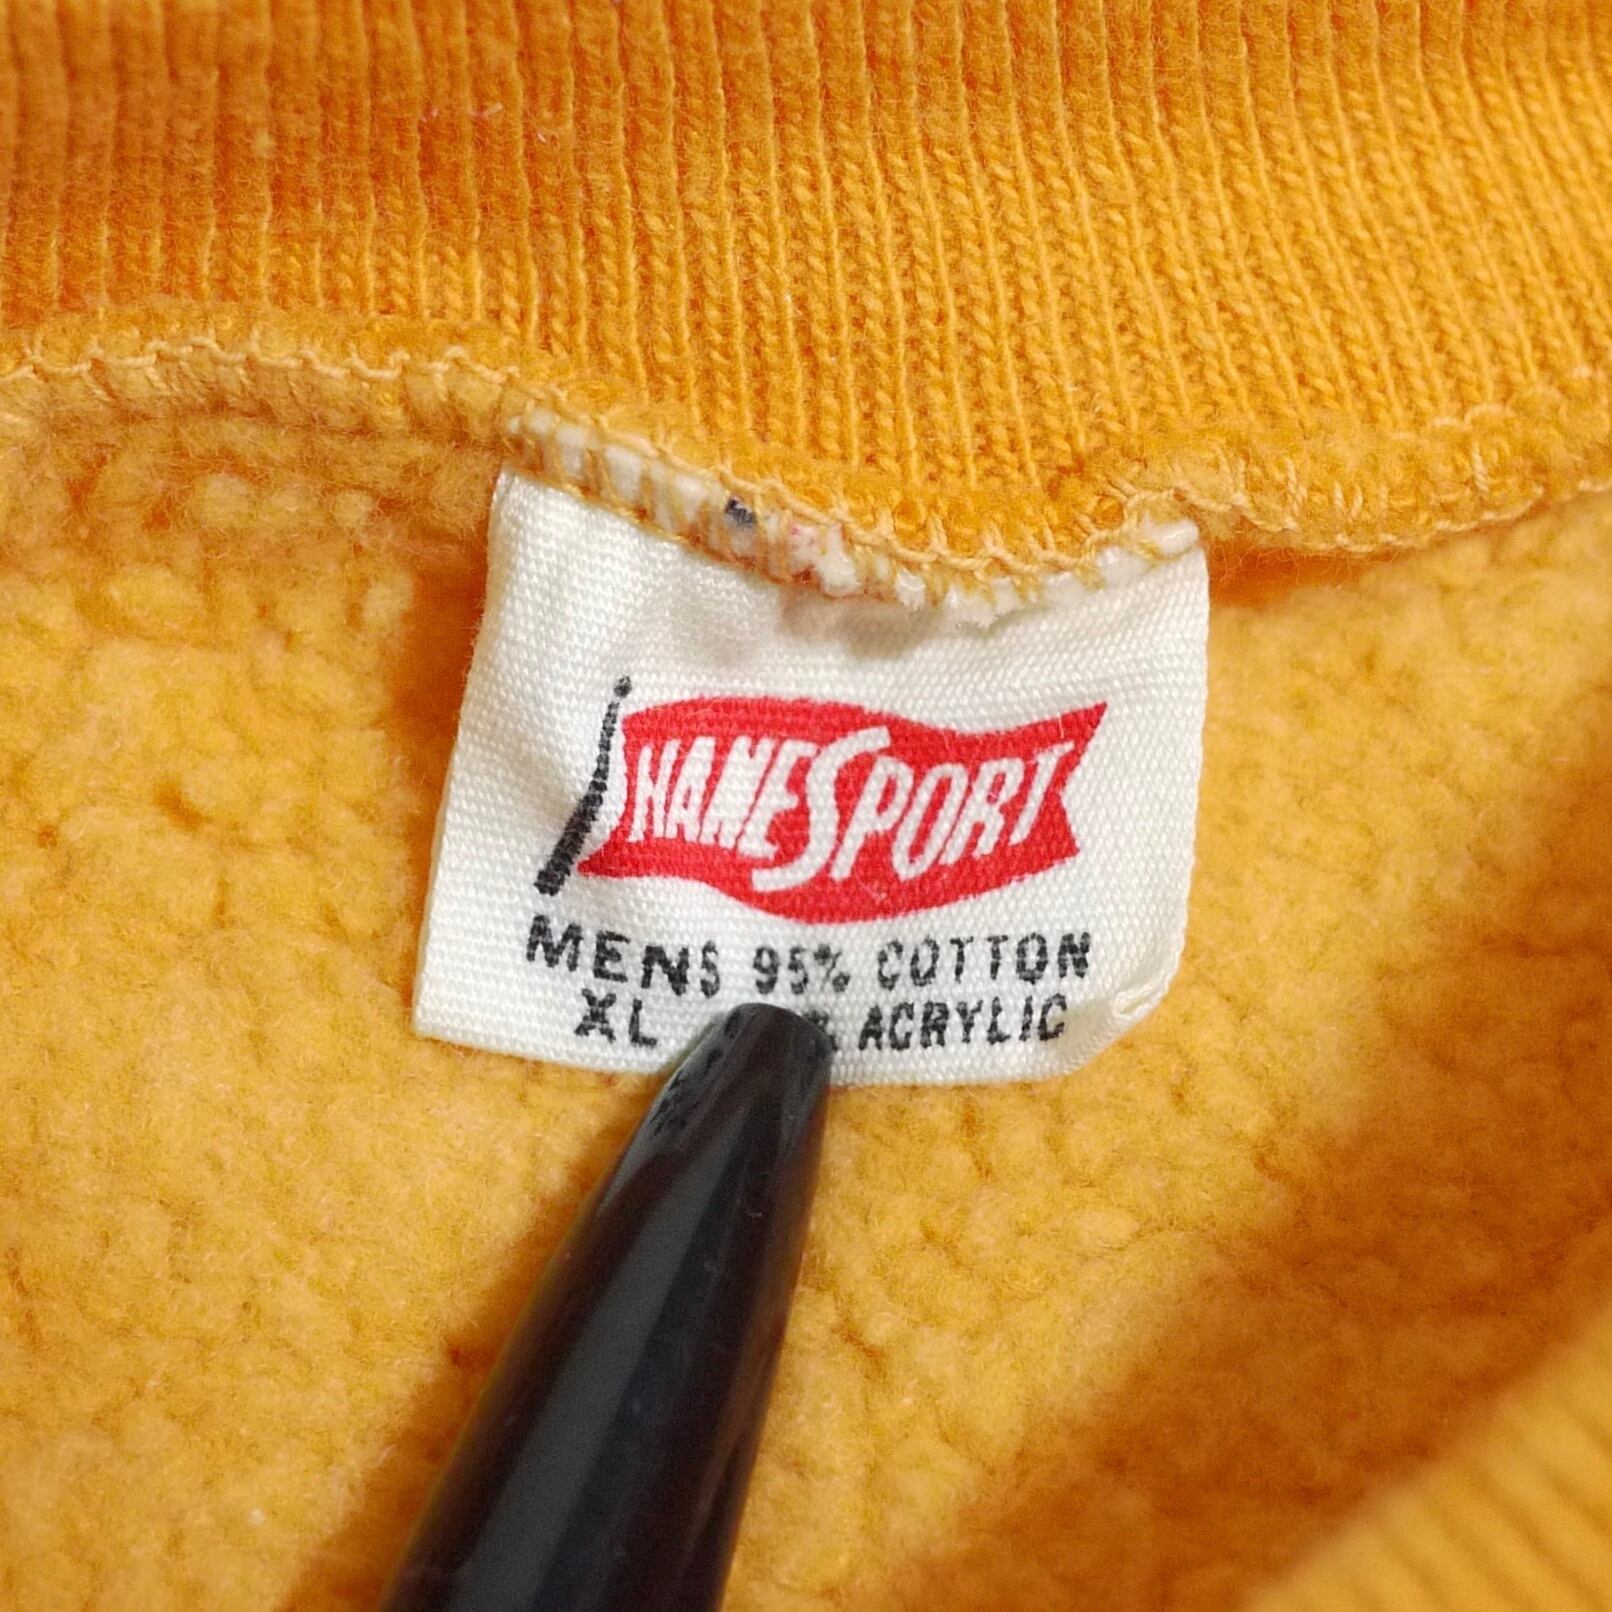 HANESPORT
MENS 95% COTTON
XL % ACRYLIC